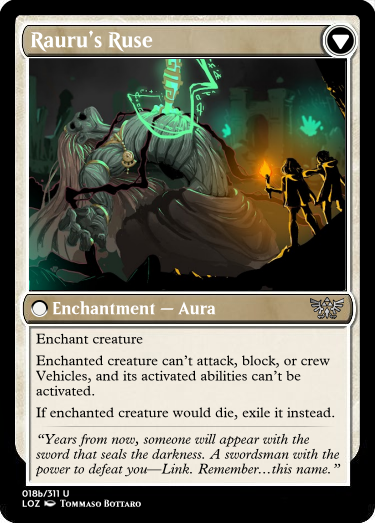 Rauru's Ruse
Enchantment — Aura
Enchant creature
Enchanted creature can't attack, block, or crew
Vehicles, and its activated abilities can't be
activated.
If enchanted creature would die, exile it instead.
“Years from now, someone will appear with the
sword that seals the darkness. A swordsman with the
power to defeat you—Link. Remember…this name.”
018b/311 U
LOZ Tommaso Bottaro